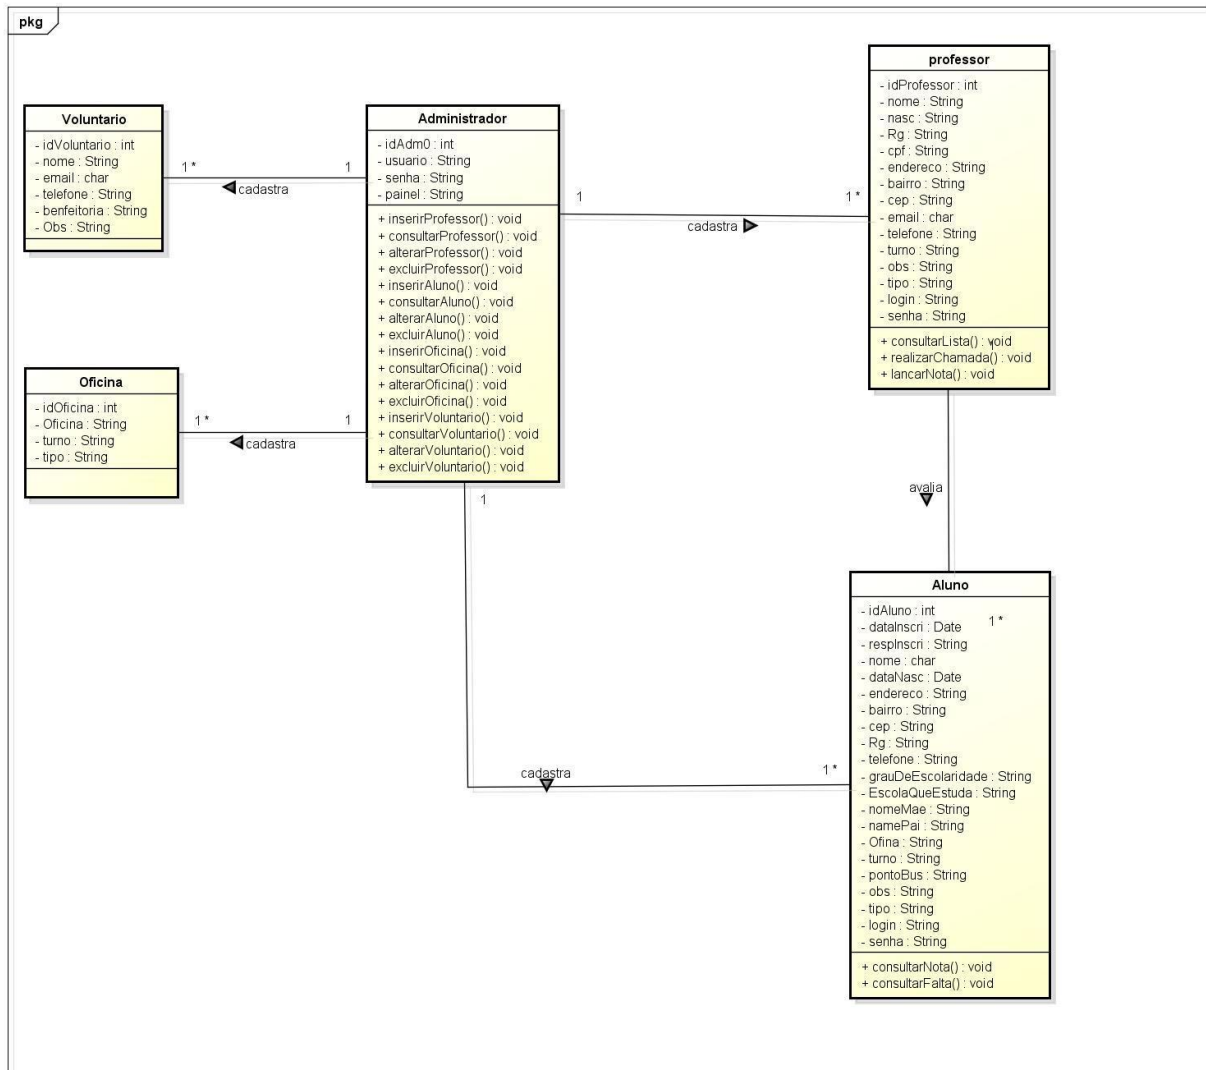 pkg
Voluntario
- idVoluntario : int
- nome : String
- email : char
- telefone : String
- benfeitoria : String
- Obs : String
1 *
1
cadastra
Administrador
- idAdm0 : int
- usuario : String
- senha : String
- painel : String
+ inserirProfessor() : void
+ consultarProfessor() : void
+ alterarProfessor() : void
+ excluirProfessor() : void
+ inserirAluno() : void
+ consultarAluno() : void
+ alterarAluno() : void
+ excluirAluno() : void
+ inserirOficina() : void
+ consultarOficina() : void
+ alterarOficina() : void
+ excluirOficina() : void
+ inserirVoluntario() : void
+ consultarVoluntario() : void
+ alterarVoluntario() : void
+ excluirVoluntario() : void
1
1 *
cadastra
professor
- idProfessor : int
- nome : String
- nasc : String
- Rg : String
- cpf : String
- endereco : String
- bairro : String
- cep : String
- email : char
- telefone : String
- turno : String
- obs : String
- tipo : String
- login : String
- senha : String
+ consultarLista() : void
+ realizarChamada() : void
+ lancarNota() : void
Oficina
- idOficina : int
- Oficina : String
- turno : String
- tipo : String
1 *
1
cadastra
1
avalia
cadastra
1 *
Aluno
- idAluno : int
- dataInscri : Date
1 *
- respInscri : String
- nome : char
- dataNasc : Date
- endereco : String
- bairro : String
- cep : String
- Rg : String
- telefone : String
- grauDeEscolaridade : String
- EscolaQueEstuda : String
- nomeMae : String
- namePai : String
- Ofina : String
- turno : String
- pontoBus : String
- obs : String
- tipo : String
- login : String
- senha : String
+ consultarNota() : void
+ consultarFalta() : void